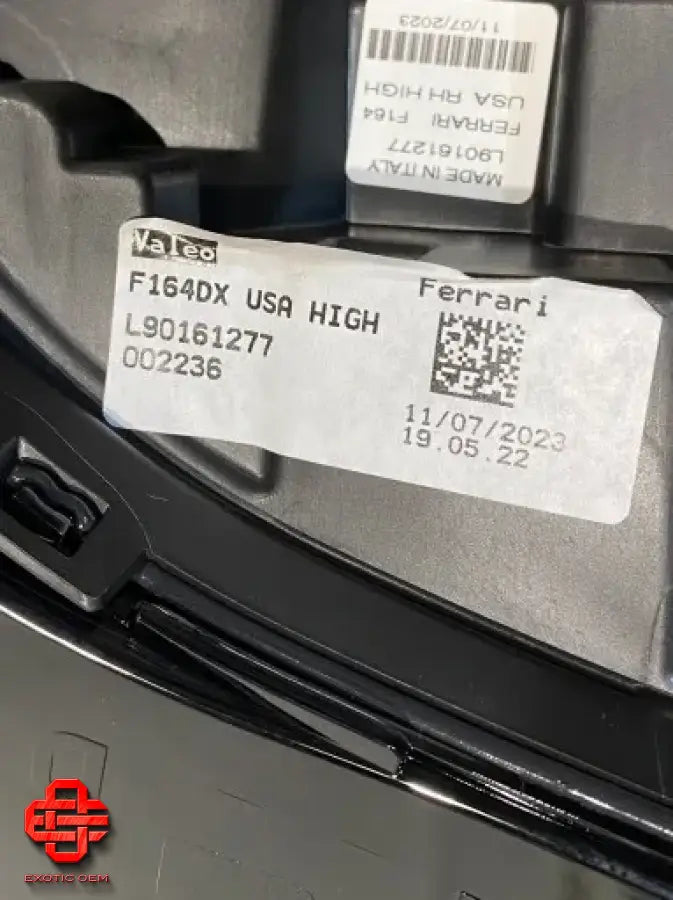 11/07/2023
USA RH HIGH
FERRARI F164
L90161277
MADE IN ITALY
Valeo
F164DX USA HIGH
L90161277
002236
Ferrari
11/07/2023
19.05.22
EXOTIC OEM